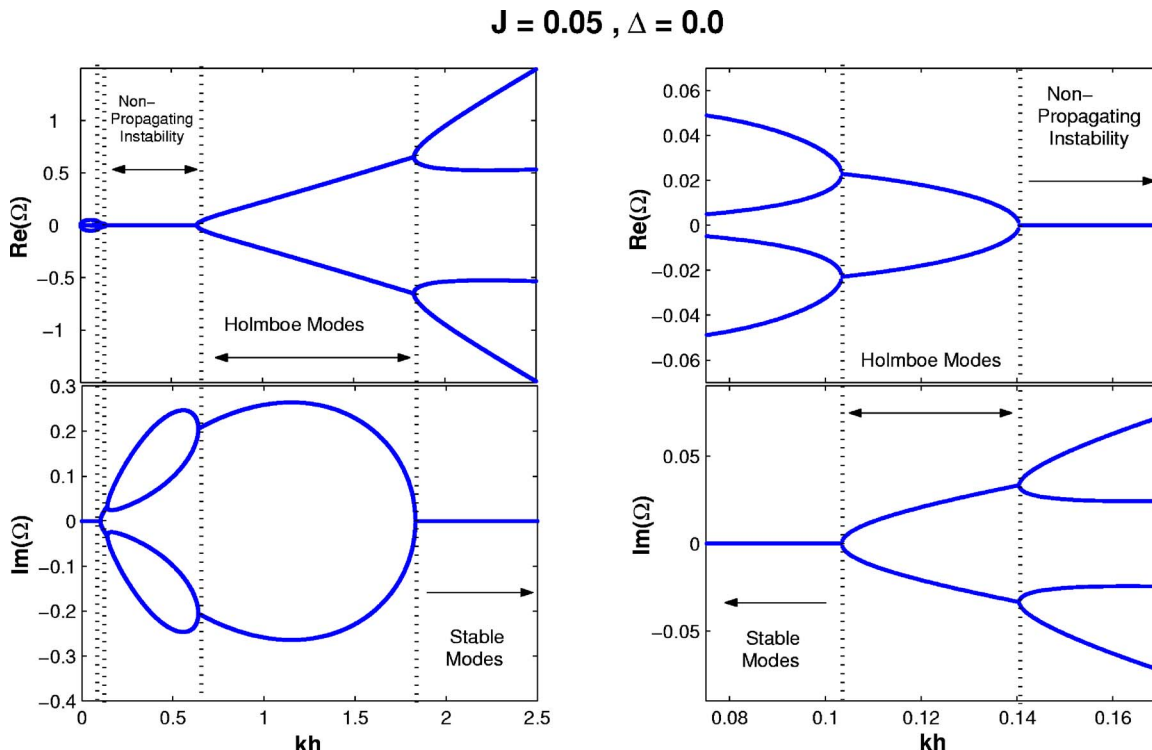 J = 0.05 , Δ = 0.0
Re(Ω)
1
0.5
0
−0.5
−1
Non−
Propagating
Instability
Holmboe Modes
Im(Ω)
0.3
0.2
0.1
0
−0.1
−0.2
−0.3
−0.4
Stable
Modes
0 0.5 1 1.5 2 2.5
kh
Re(Ω)
0.06
0.04
0.02
0
−0.02
−0.04
−0.06
Non−
Propagating
Instability
Holmboe Modes
Im(Ω)
0.05
0
−0.05
Stable
Modes
0.08 0.1 0.12 0.14 0.16
kh